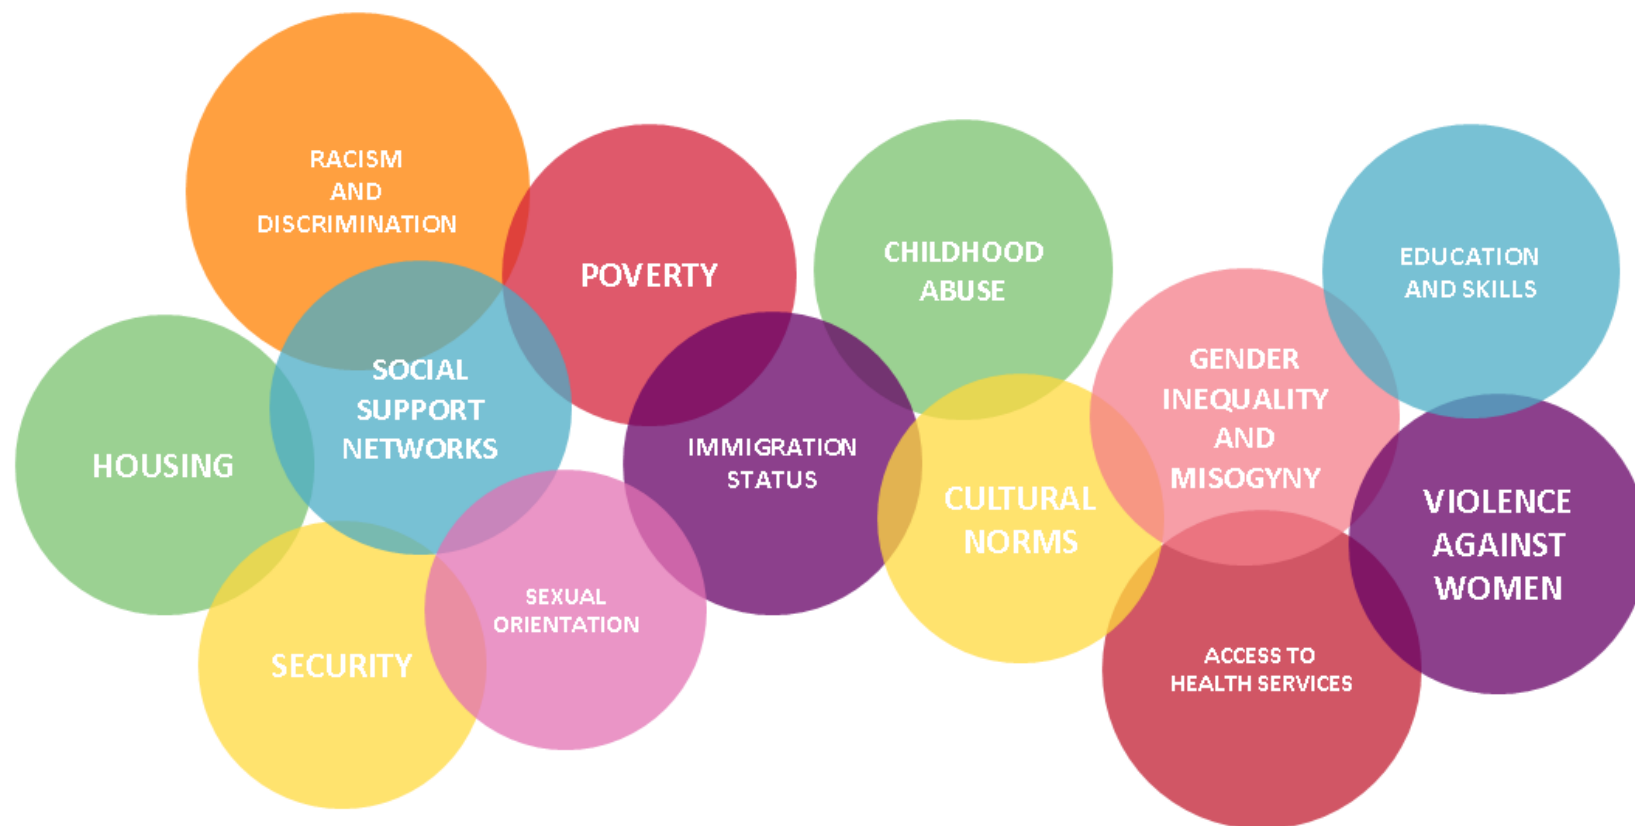 RACISM
AND
DISCRIMINATION
POVERTY
CHILDHOOD
ABUSE
EDUCATION
AND SKILLS
HOUSING
SOCIAL
SUPPORT
NETWORKS
IMMIGRATION
STATUS
CULTURAL
NORMS
GENDER
INEQUALITY
AND
MISOGYNY
VIOLENCE
AGAINST
WOMEN
SECURITY
SEXUAL
ORIENTATION
ACCESS TO
HEALTH SERVICES